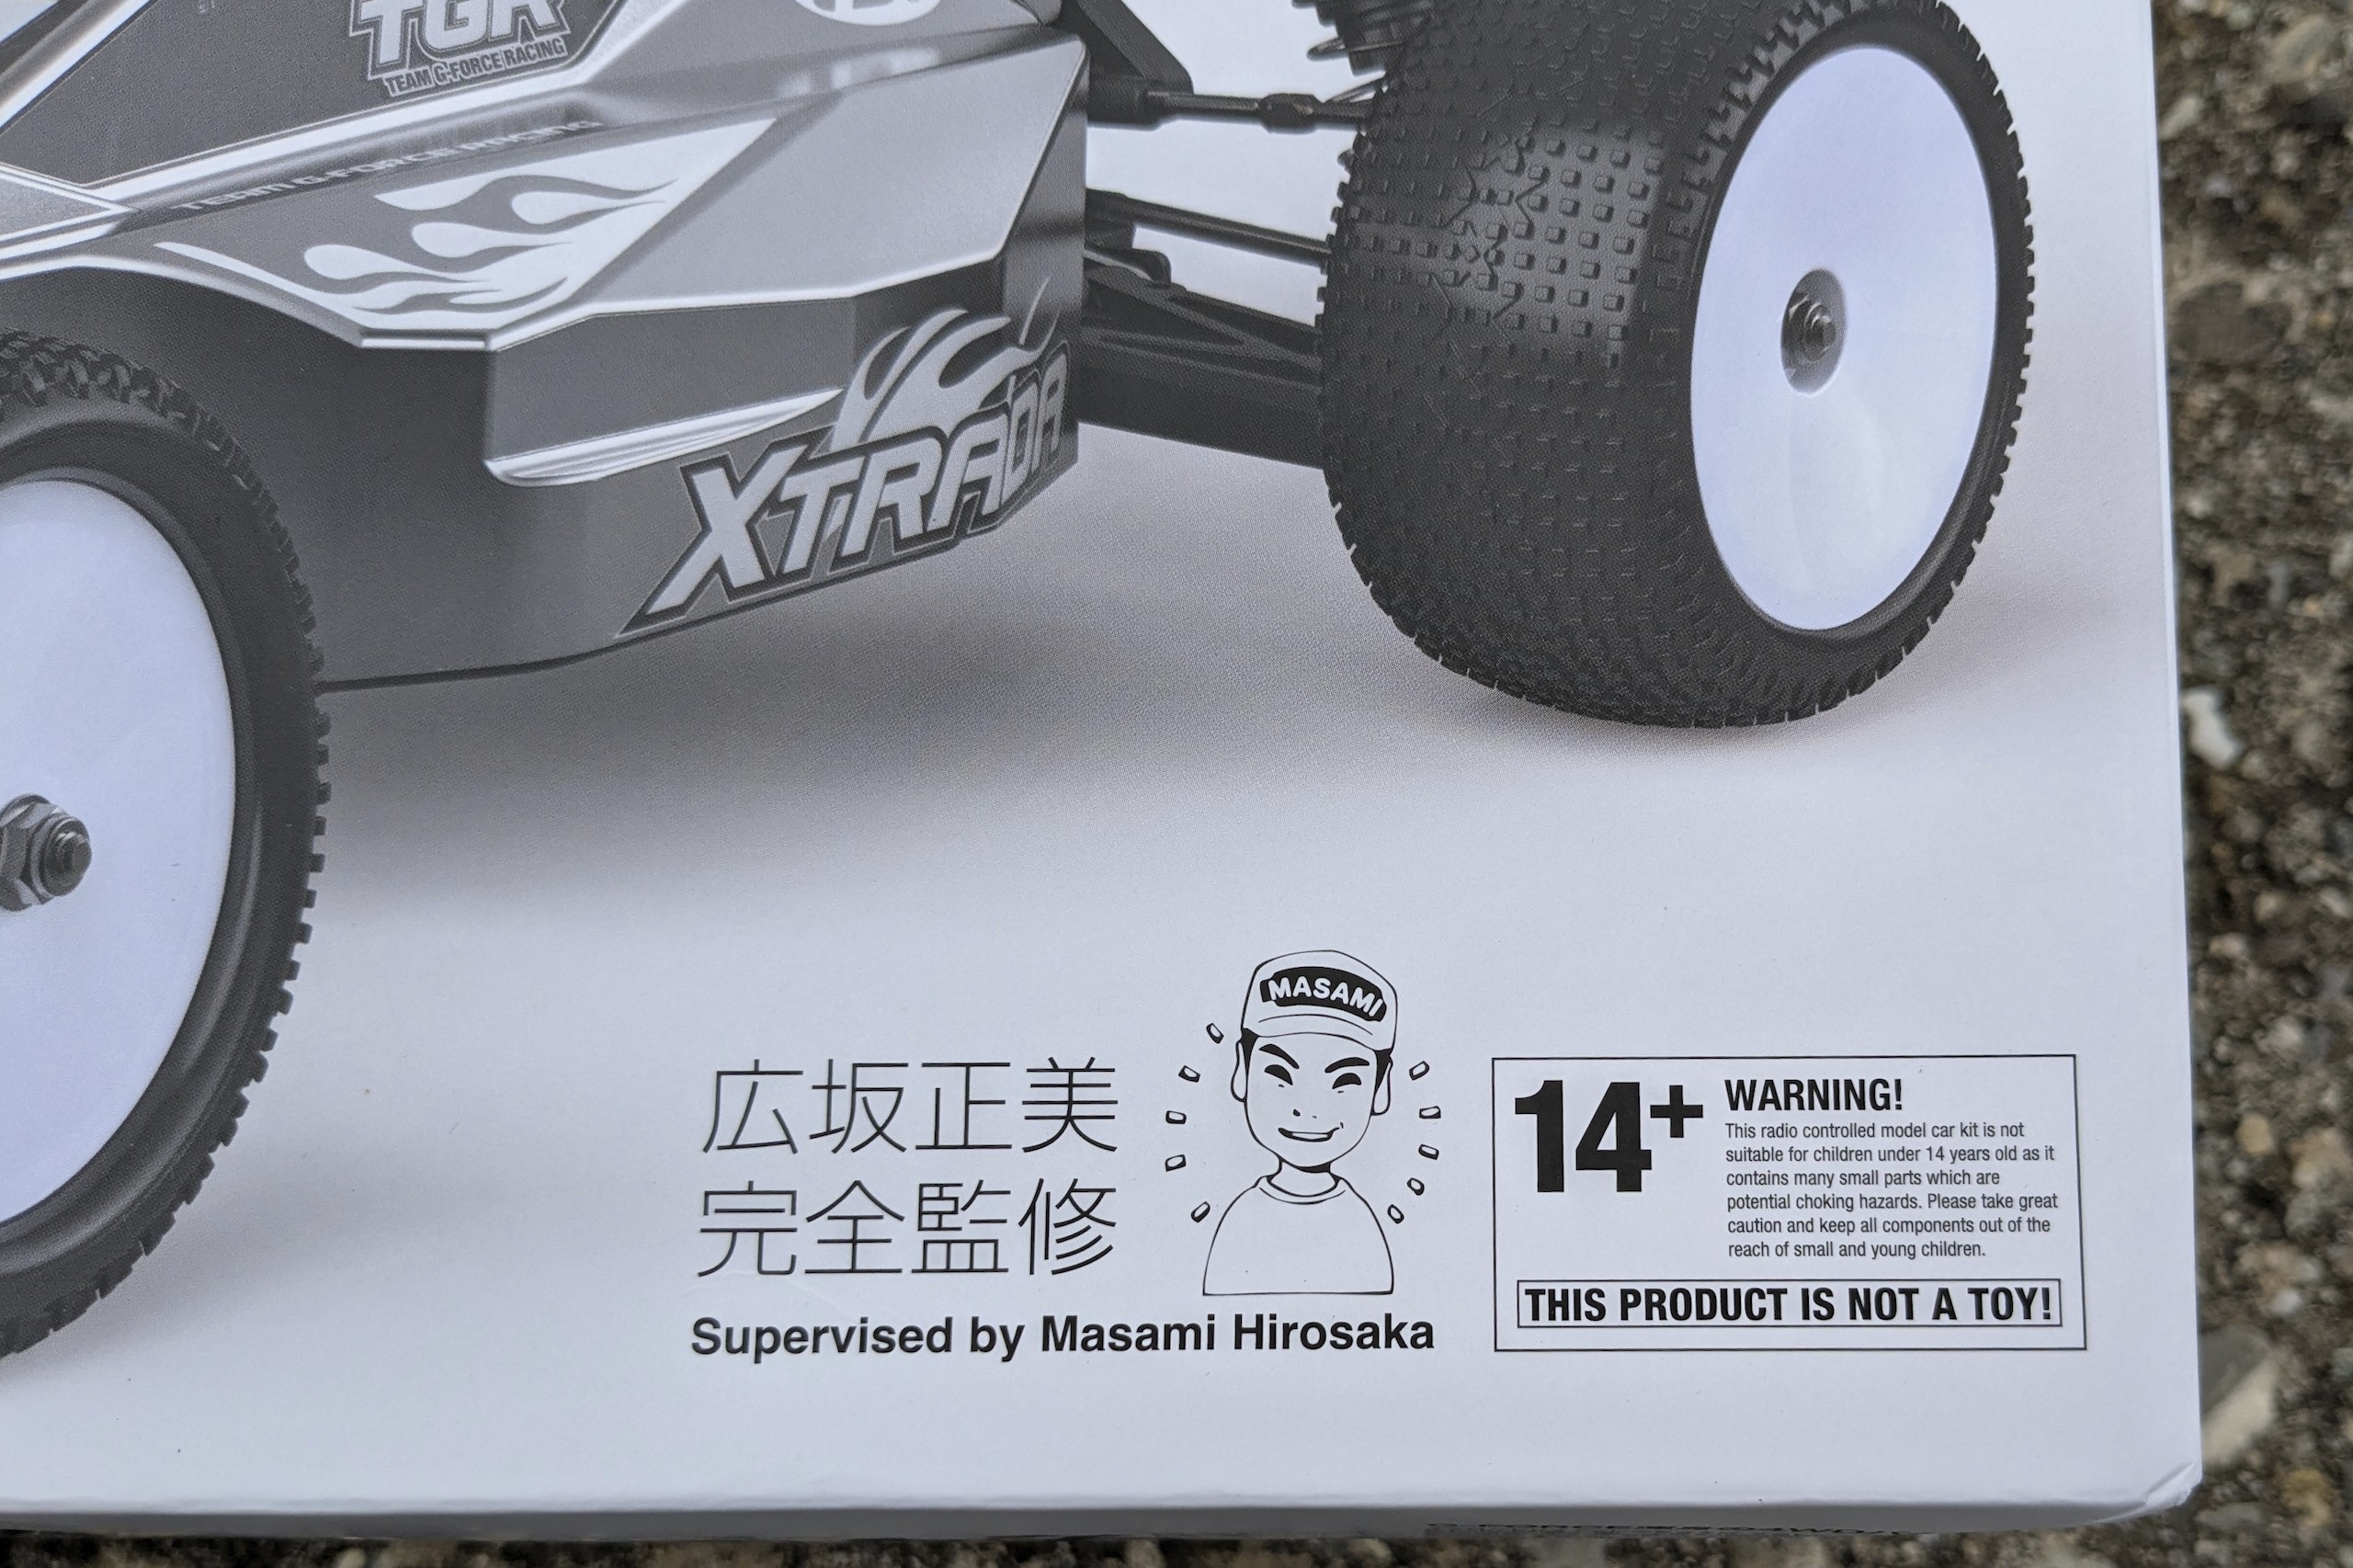 TGR
TEAM G-FORCE RACING
TEAM G-FORCE RACING
XTRADA
MASAMI
広坂正美
完全監修
Supervised by Masami Hirosaka
14+
WARNING!
This radio controlled model car kit is not
suitable for children under 14 years old as it
contains many small parts which are
potential choking hazards. Please take great
caution and keep all components out of the
reach of small and young children.
THIS PRODUCT IS NOT A TOY!